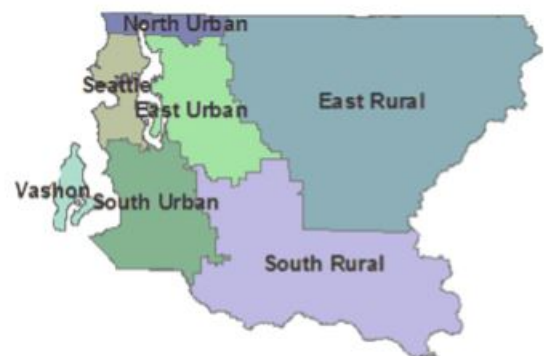 North Urban
Seattle
East Urban
East Rural
Vashon
South Urban
South Rural